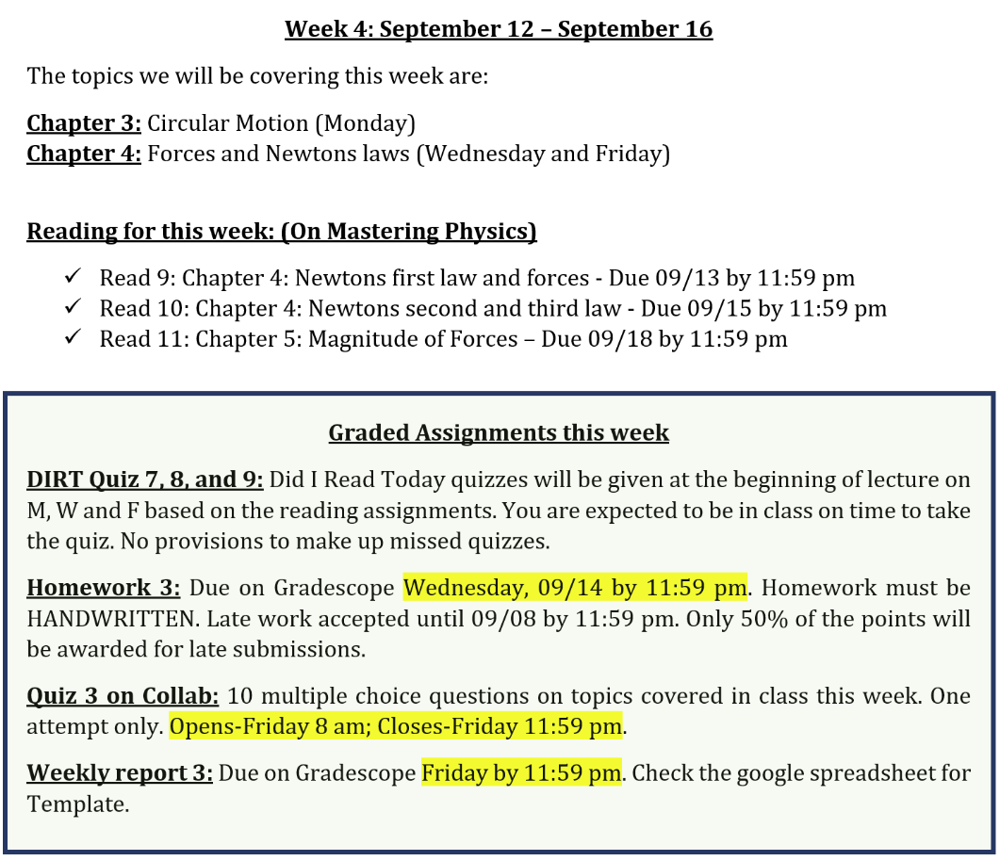 Week 4: September 12 – September 16
The topics we will be covering this week are:
Chapter 3: Circular Motion (Monday)
Chapter 4: Forces and Newtons laws (Wednesday and Friday)
Reading for this week: (On Mastering Physics)
✓ Read 9: Chapter 4: Newtons first law and forces - Due 09/13 by 11:59 pm
✓ Read 10: Chapter 4: Newtons second and third law - Due 09/15 by 11:59 pm
✓ Read 11: Chapter 5: Magnitude of Forces – Due 09/18 by 11:59 pm
Graded Assignments this week
DIRT Quiz 7, 8, and 9: Did I Read Today quizzes will be given at the beginning of lecture on
M, W and F based on the reading assignments. You are expected to be in class on time to take
the quiz. No provisions to make up missed quizzes.
Homework 3: Due on Gradescope Wednesday, 09/14 by 11:59 pm. Homework must be
HANDWRITTEN. Late work accepted until 09/08 by 11:59 pm. Only 50% of the points will
be awarded for late submissions.
Quiz 3 on Collab: 10 multiple choice questions on topics covered in class this week. One
attempt only. Opens-Friday 8 am; Closes-Friday 11:59 pm.
Weekly report 3: Due on Gradescope Friday by 11:59 pm. Check the google spreadsheet for
Template.